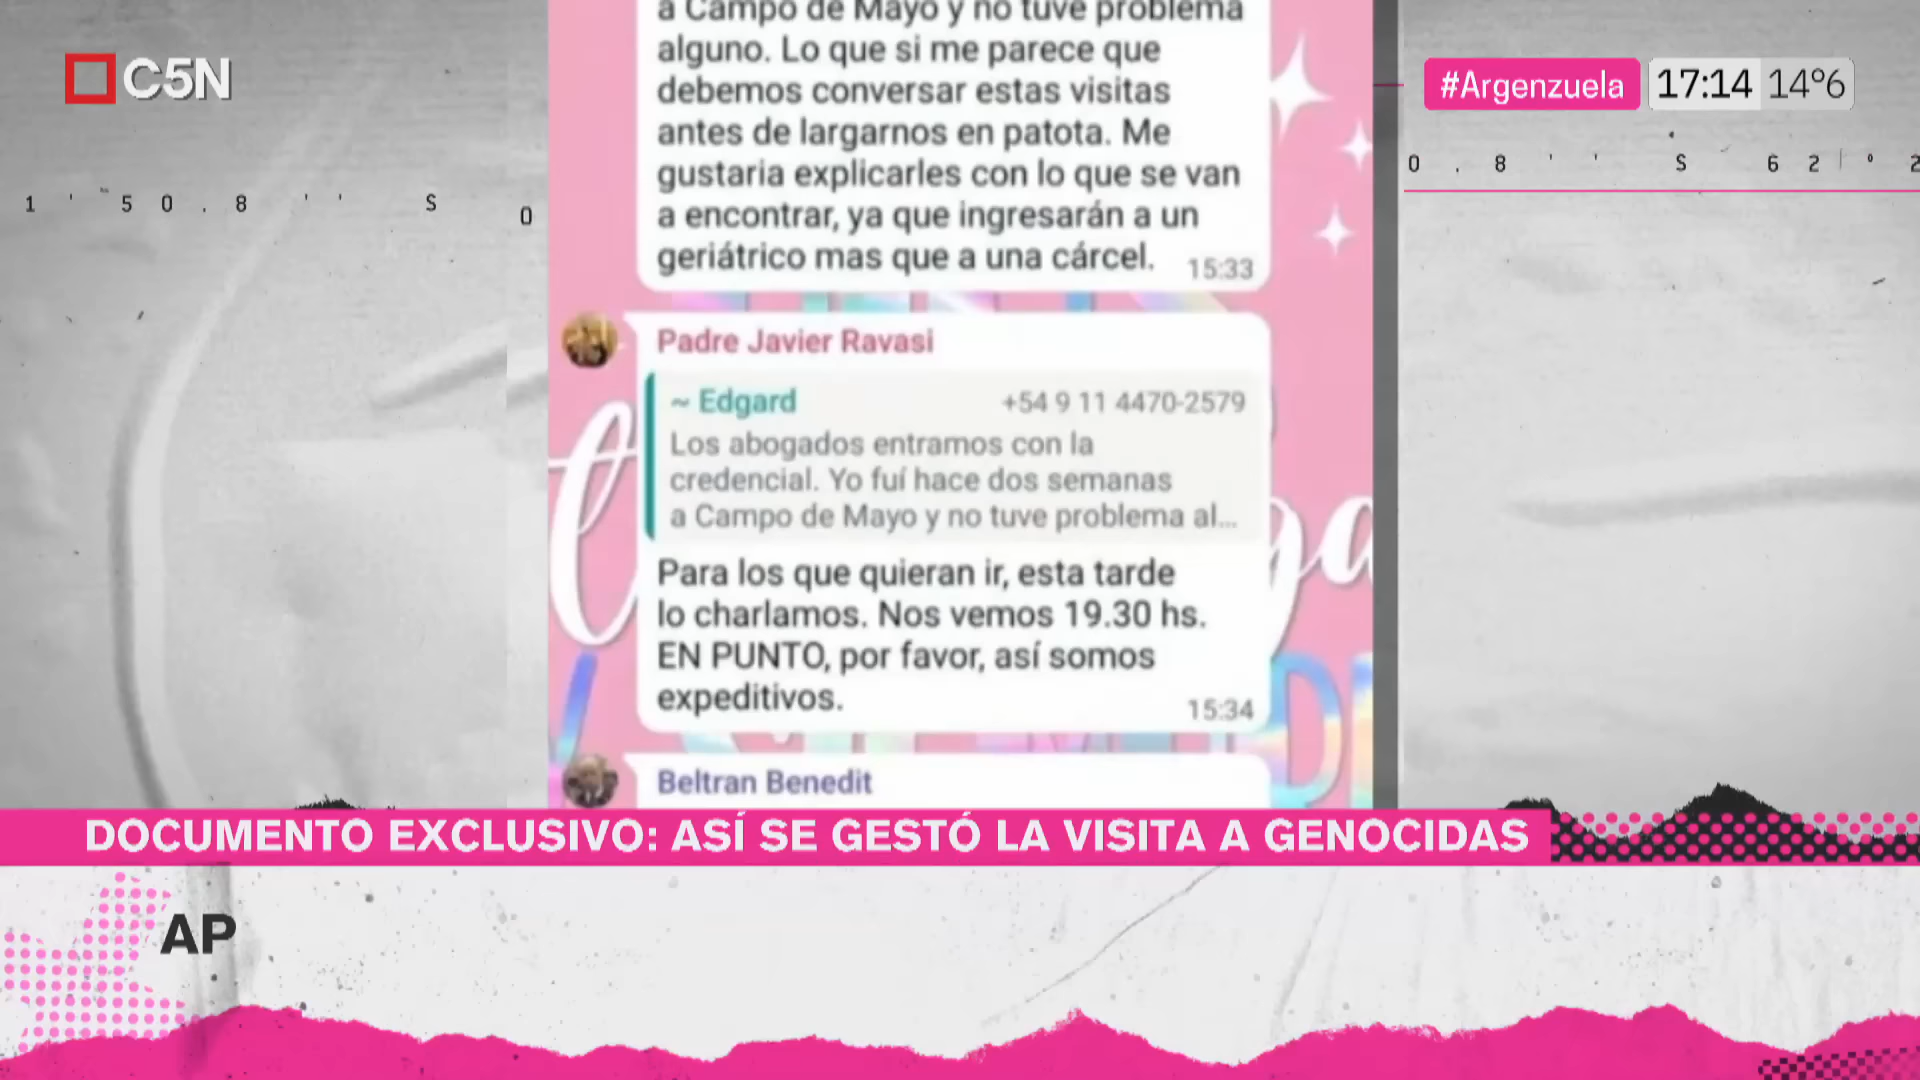 C5N
#Argenzuela 17:14 14°6
1 ' 50.8 ' ' S 0
0.8 ' ' S 62° 2
a Campo de Mayo y no tuve problema
alguno. Lo que si me parece que
debemos conversar estas visitas
antes de largarnos en patota. Me
gustaria explicarles con lo que se van
a encontrar, ya que ingresarán a un
geriátrico mas que a una cárcel.
15:33
Padre Javier Ravasi
~ Edgard +54 9 11 4470-2579
Los abogados entramos con la
credencial. Yo fuí hace dos semanas
a Campo de Mayo y no tuve problema al...
Para los que quieran ir, esta tarde
lo charlamos. Nos vemos 19.30 hs.
EN PUNTO, por favor, así somos
expeditivos.
15:34
Beltran Benedit
DOCUMENTO EXCLUSIVO: ASÍ SE GESTÓ LA VISITA A GENOCIDAS
AP